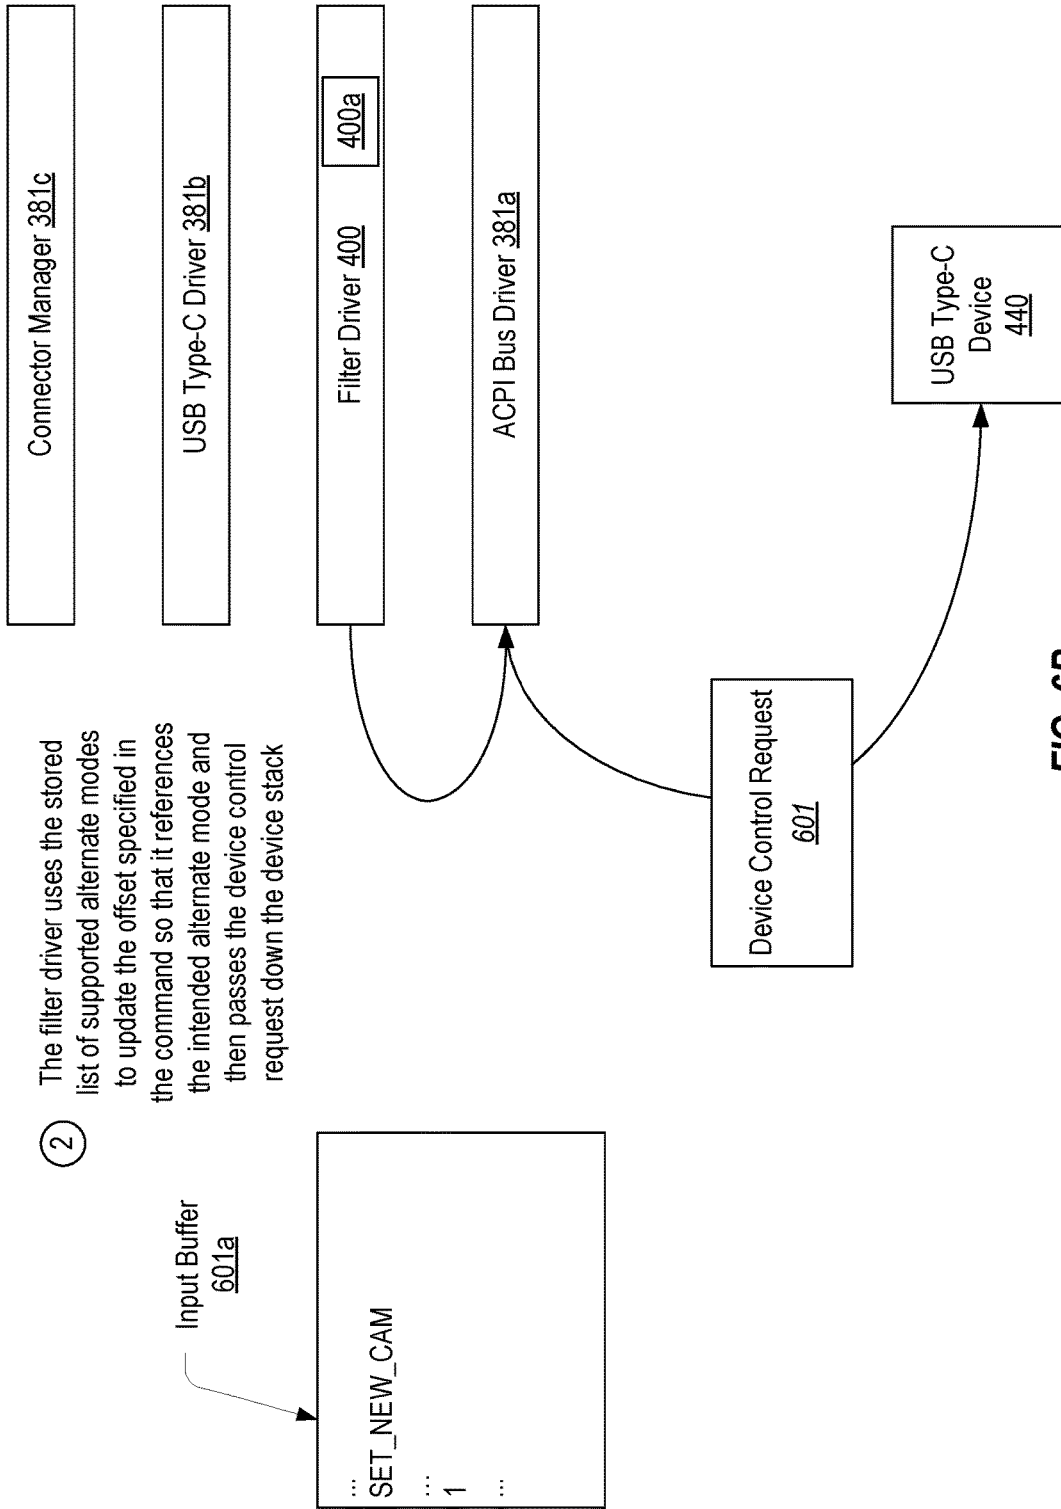 2
The filter driver uses the stored
list of supported alternate modes
to update the offset specified in
the command so that it references
the intended alternate mode and
then passes the device control
request down the device stack
Connector Manager 381c
USB Type-C Driver 381b
Filter Driver 400
400a
ACPI Bus Driver 381a
Input Buffer
601a
...
SET_NEW_CAM
...
1
...
Device Control Request
601
USB Type-C
Device
440